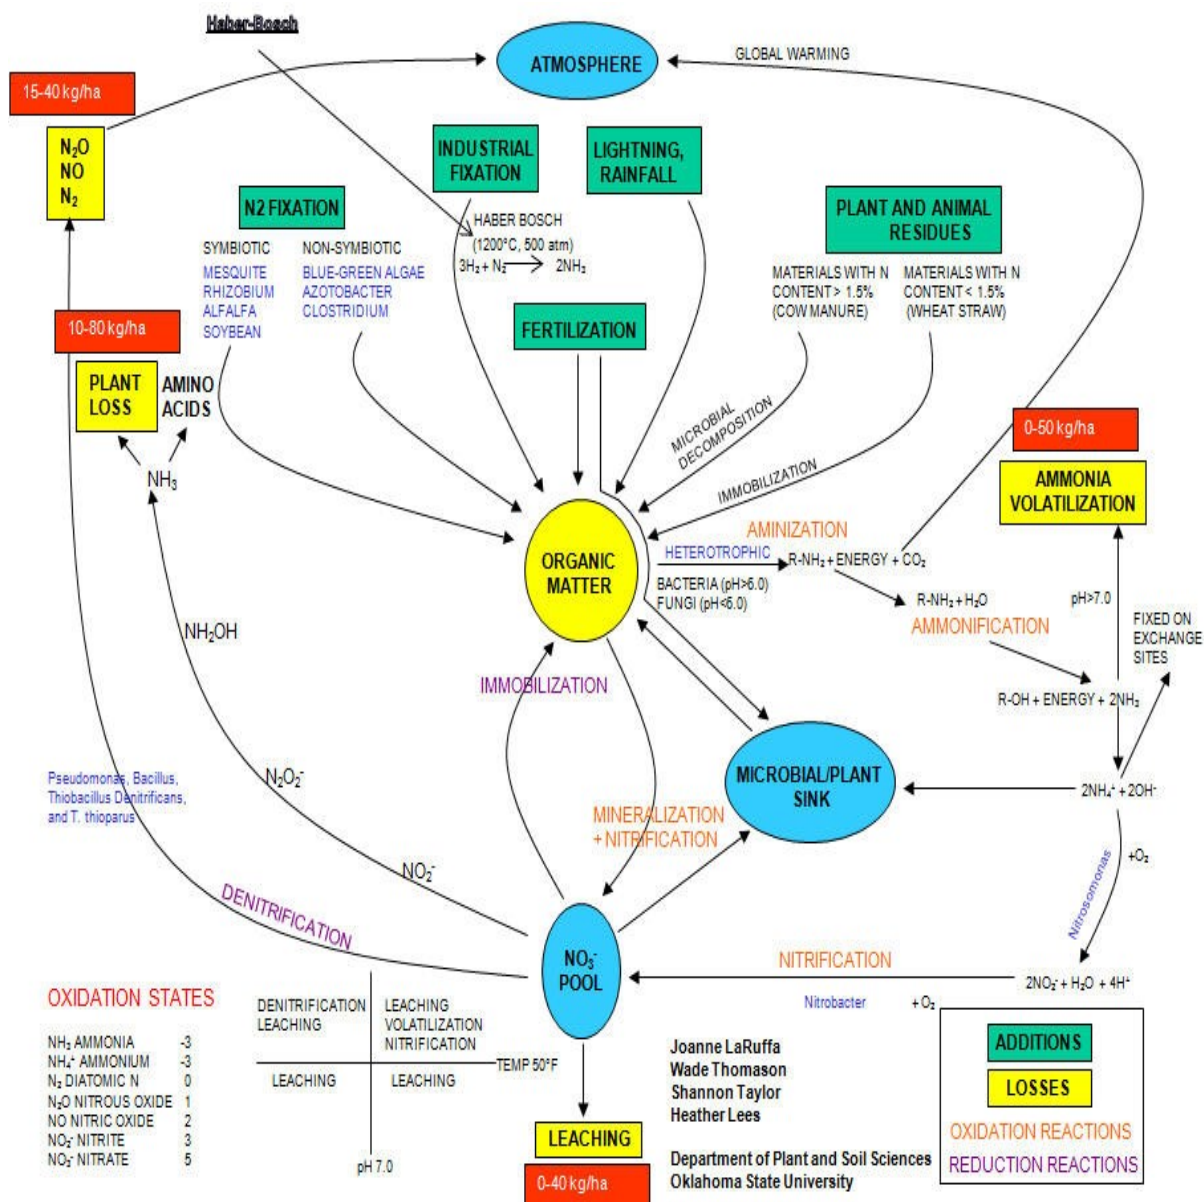 Haber-Bosch
ATMOSPHERE
GLOBAL WARMING
15-40 kg/ha
N₂O
NO
N₂
INDUSTRIAL
FIXATION
LIGHTNING,
RAINFALL
N2 FIXATION
PLANT AND ANIMAL
RESIDUES
HABER BOSCH
(1200°C, 500 atm)
3H₂ + N₂ → 2NH₃
SYMBIOTIC
MESQUITE
RHIZOBIUM
ALFALFA
SOYBEAN
NON-SYMBIOTIC
BLUE-GREEN ALGAE
AZOTOBACTER
CLOSTRIDIUM
MATERIALS WITH N
CONTENT > 1.5%
(COW MANURE)
MATERIALS WITH N
CONTENT < 1.5%
(WHEAT STRAW)
FERTILIZATION
10-80 kg/ha
PLANT
LOSS
AMINO
ACIDS
NH₃
MICROBIAL
DECOMPOSITION
IMMOBILIZATION
0-50 kg/ha
AMMONIA
VOLATILIZATION
ORGANIC
MATTER
AMINIZATION
HETEROTROPHIC
R-NH₂ + ENERGY + CO₂
BACTERIA (pH>6.0)
FUNGI (pH<6.0)
R-NH₂ + H₂O
AMMONIFICATION
pH>7.0
FIXED ON
EXCHANGE
SITES
R-OH + ENERGY + 2NH₃
NH₂OH
IMMOBILIZATION
N₂O₂⁻
Pseudomonas, Bacillus,
Thiobacillus Denitrificans,
and T. thioparus
MICROBIAL/PLANT
SINK
2NH₄⁺ + 2OH⁻
MINERALIZATION
+ NITRIFICATION
+O₂
Nitrosomonas
NO₂⁻
DENITRIFICATION
NO₃⁻
POOL
NITRIFICATION
2NO₂⁻ + H₂O + 4H⁺
Nitrobacter + O₂
OXIDATION STATES
NH₃ AMMONIA -3
NH₄⁺ AMMONIUM -3
N₂ DIATOMIC N 0
N₂O NITROUS OXIDE 1
NO NITRIC OXIDE 2
NO₂⁻ NITRITE 3
NO₃⁻ NITRATE 5
DENITRIFICATION
LEACHING
LEACHING
VOLATILIZATION
NITRIFICATION
TEMP 50°F
LEACHING
LEACHING
pH 7.0
LEACHING
0-40 kg/ha
Joanne LaRuffa
Wade Thomason
Shannon Taylor
Heather Lees
Department of Plant and Soil Sciences
Oklahoma State University
ADDITIONS
LOSSES
OXIDATION REACTIONS
REDUCTION REACTIONS